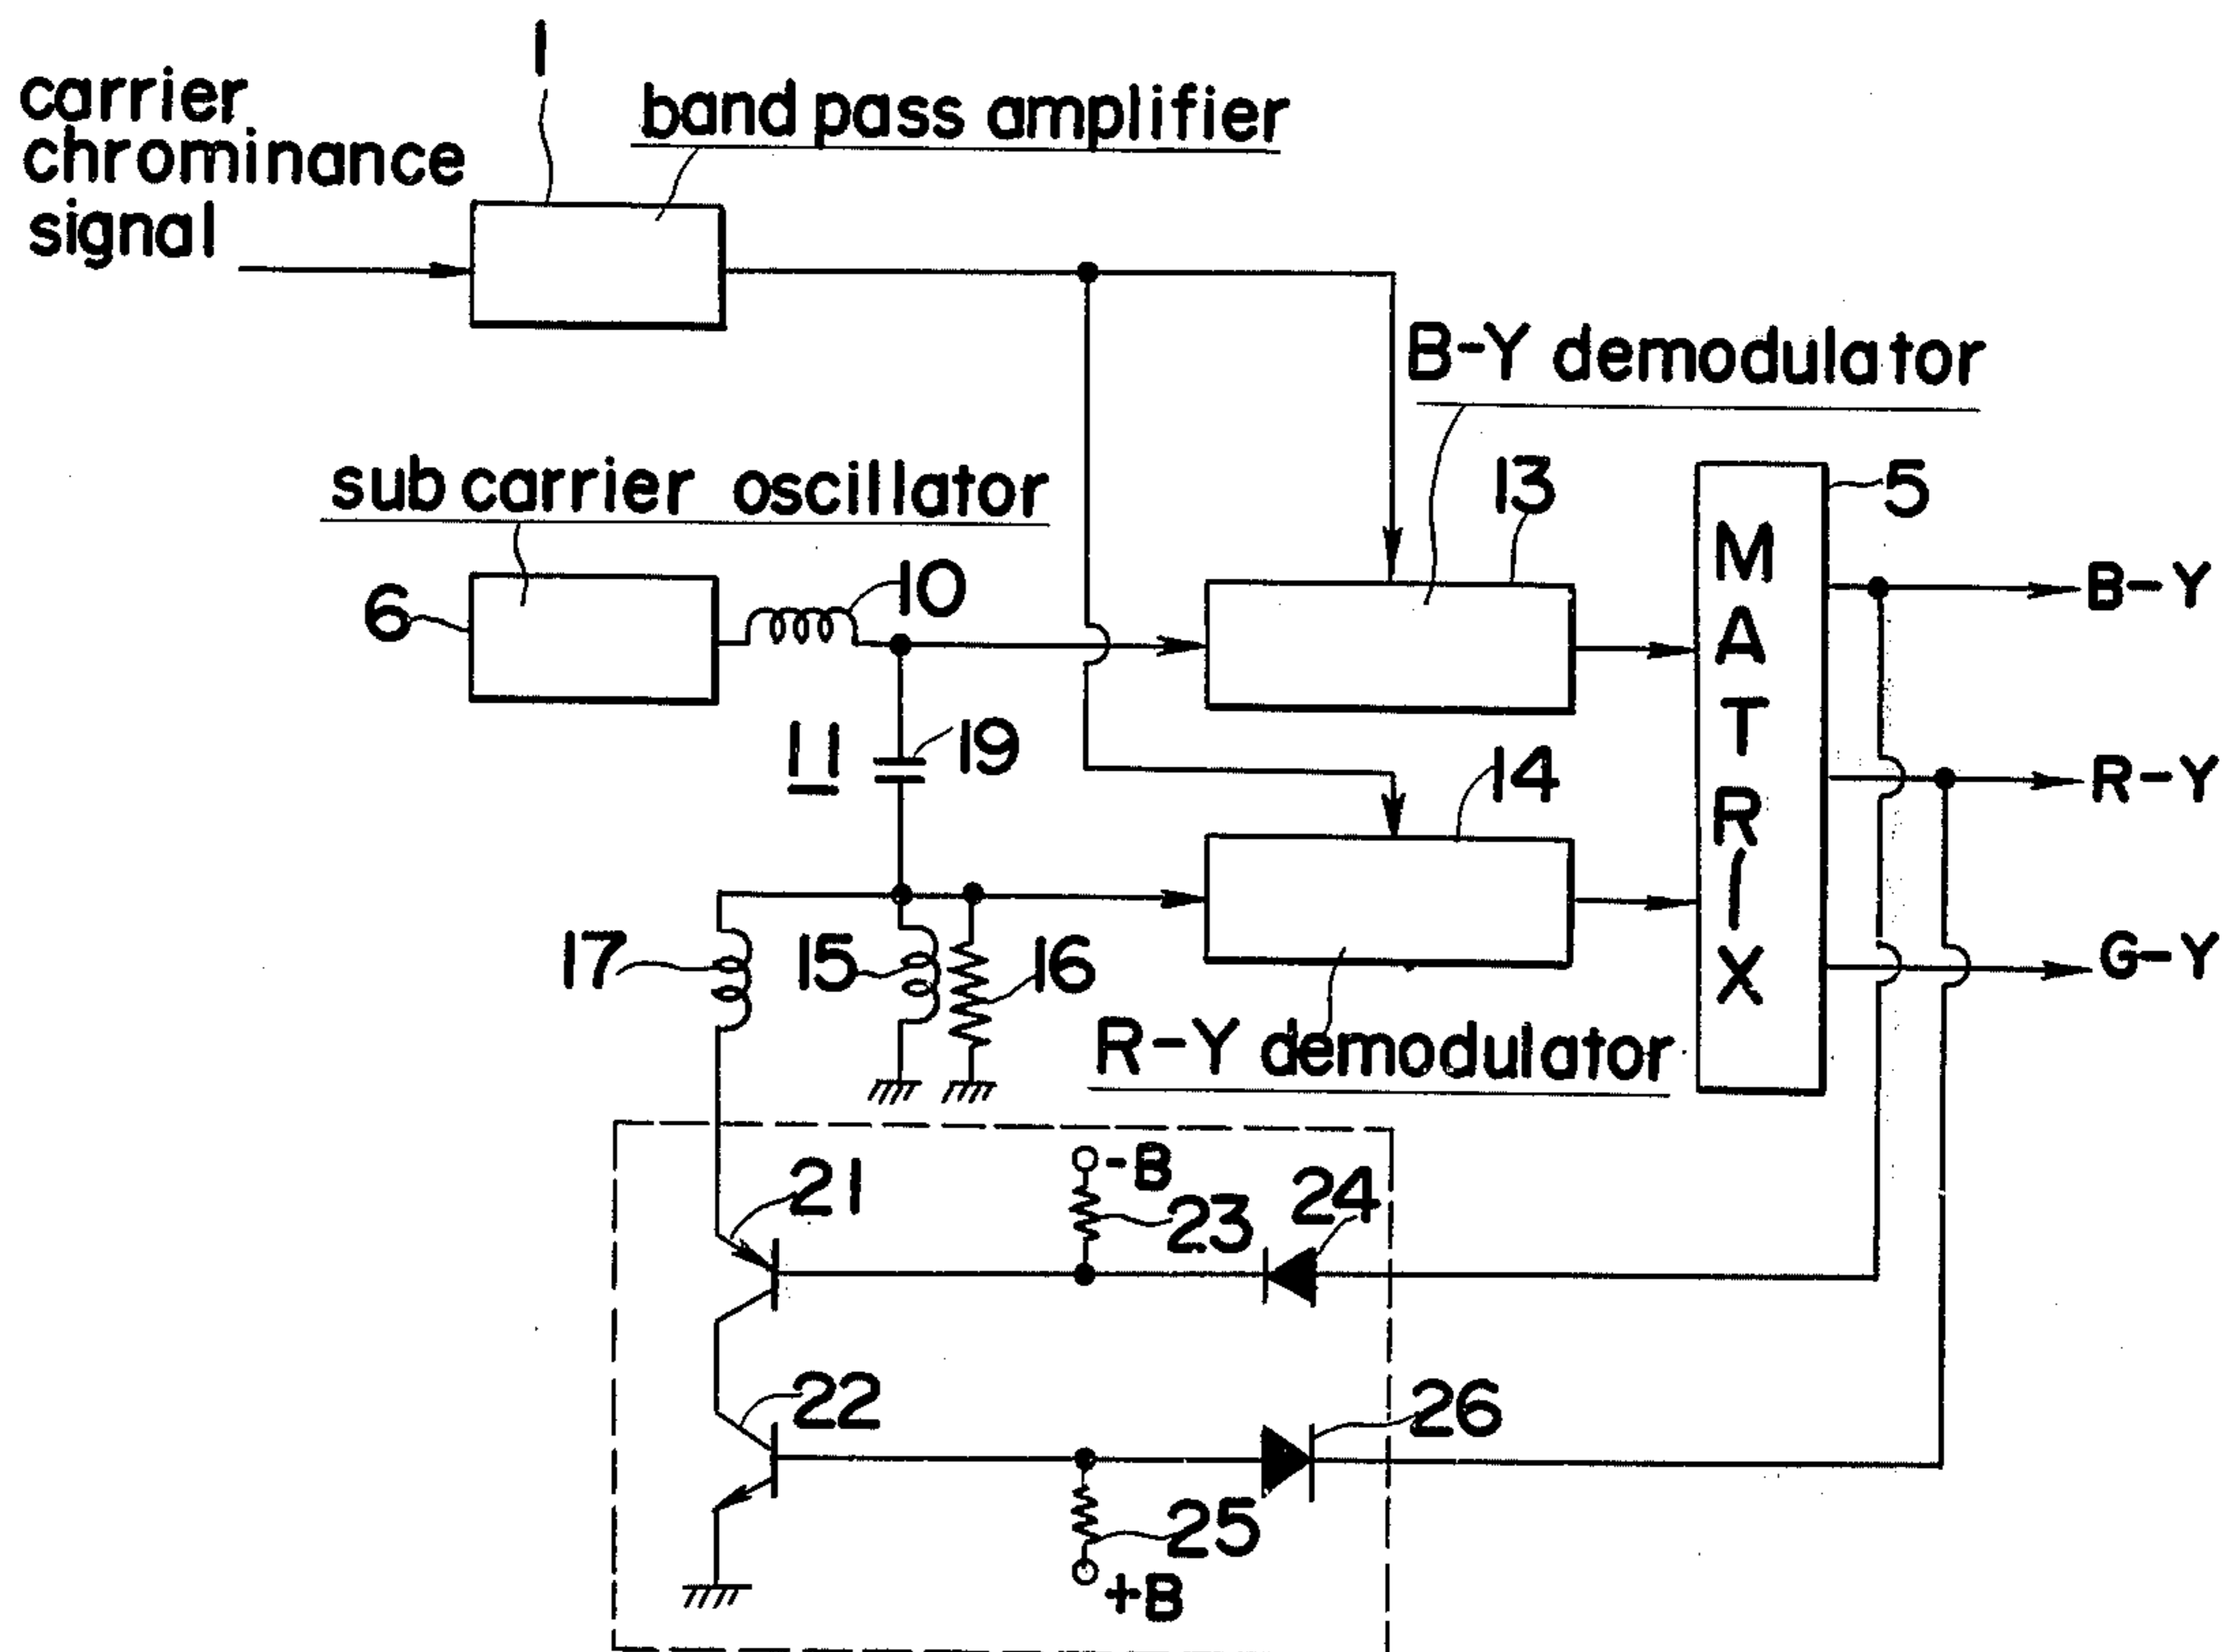 1
carrier
chrominance
signal
band pass amplifier
B-Y demodulator
sub carrier oscillator
13
5
6
10
B-Y
11
19
14
R-Y
MATRIX
17
15
16
G-Y
R-Y demodulator
21
-B
23
24
22
26
25
+B